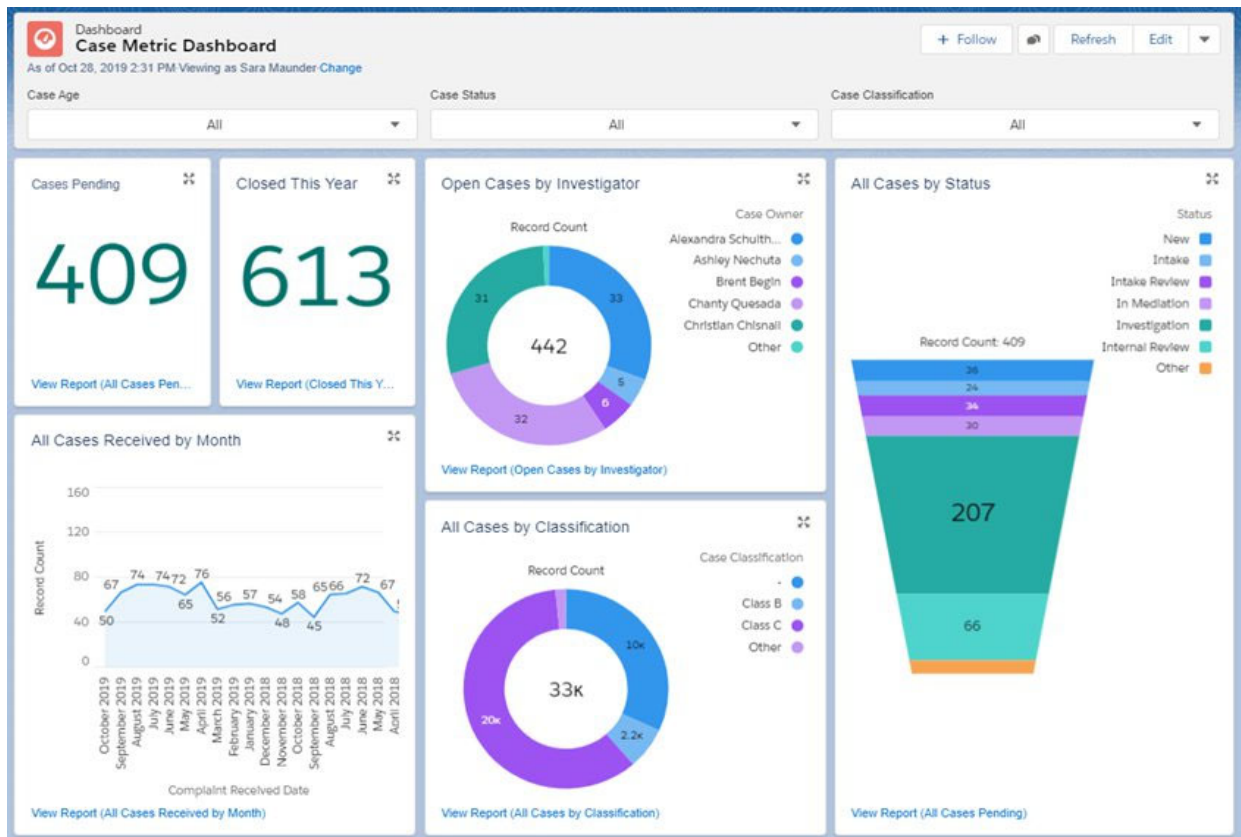 Dashboard
Case Metric Dashboard
As of Oct 28, 2019 2:31 PM·Viewing as Sara Maunder·Change
+ Follow
Refresh
Edit
Case Age
All
Case Status
All
Case Classification
All
Cases Pending
409
View Report (All Cases Pen...
Closed This Year
613
View Report (Closed This Y...
Open Cases by Investigator
Record Count
Case Owner
Alexandra Schulth...
Ashley Nechuta
Brent Begin
Chanty Quesada
Christian Chisnall
Other
31
33
442
5
6
32
View Report (Open Cases by Investigator)
All Cases by Status
Status
New
Intake
Intake Review
In Mediation
Investigation
Internal Review
Other
Record Count: 409
36
24
34
30
207
66
View Report (All Cases Pending)
All Cases Received by Month
Record Count
160
120
80
40
0
50
67
74
74
72
65
76
52
56
57
54
48
58
45
65
66
72
67
October 2019
September 2019
August 2019
July 2019
June 2019
May 2019
April 2019
March 2019
February 2019
January 2019
December 2018
November 2018
October 2018
September 2018
August 2018
July 2018
June 2018
May 2018
April 2018
Complaint Received Date
View Report (All Cases Received by Month)
All Cases by Classification
Record Count
Case Classification
-
Class B
Class C
Other
10K
33K
20K
2.2K
View Report (All Cases by Classification)